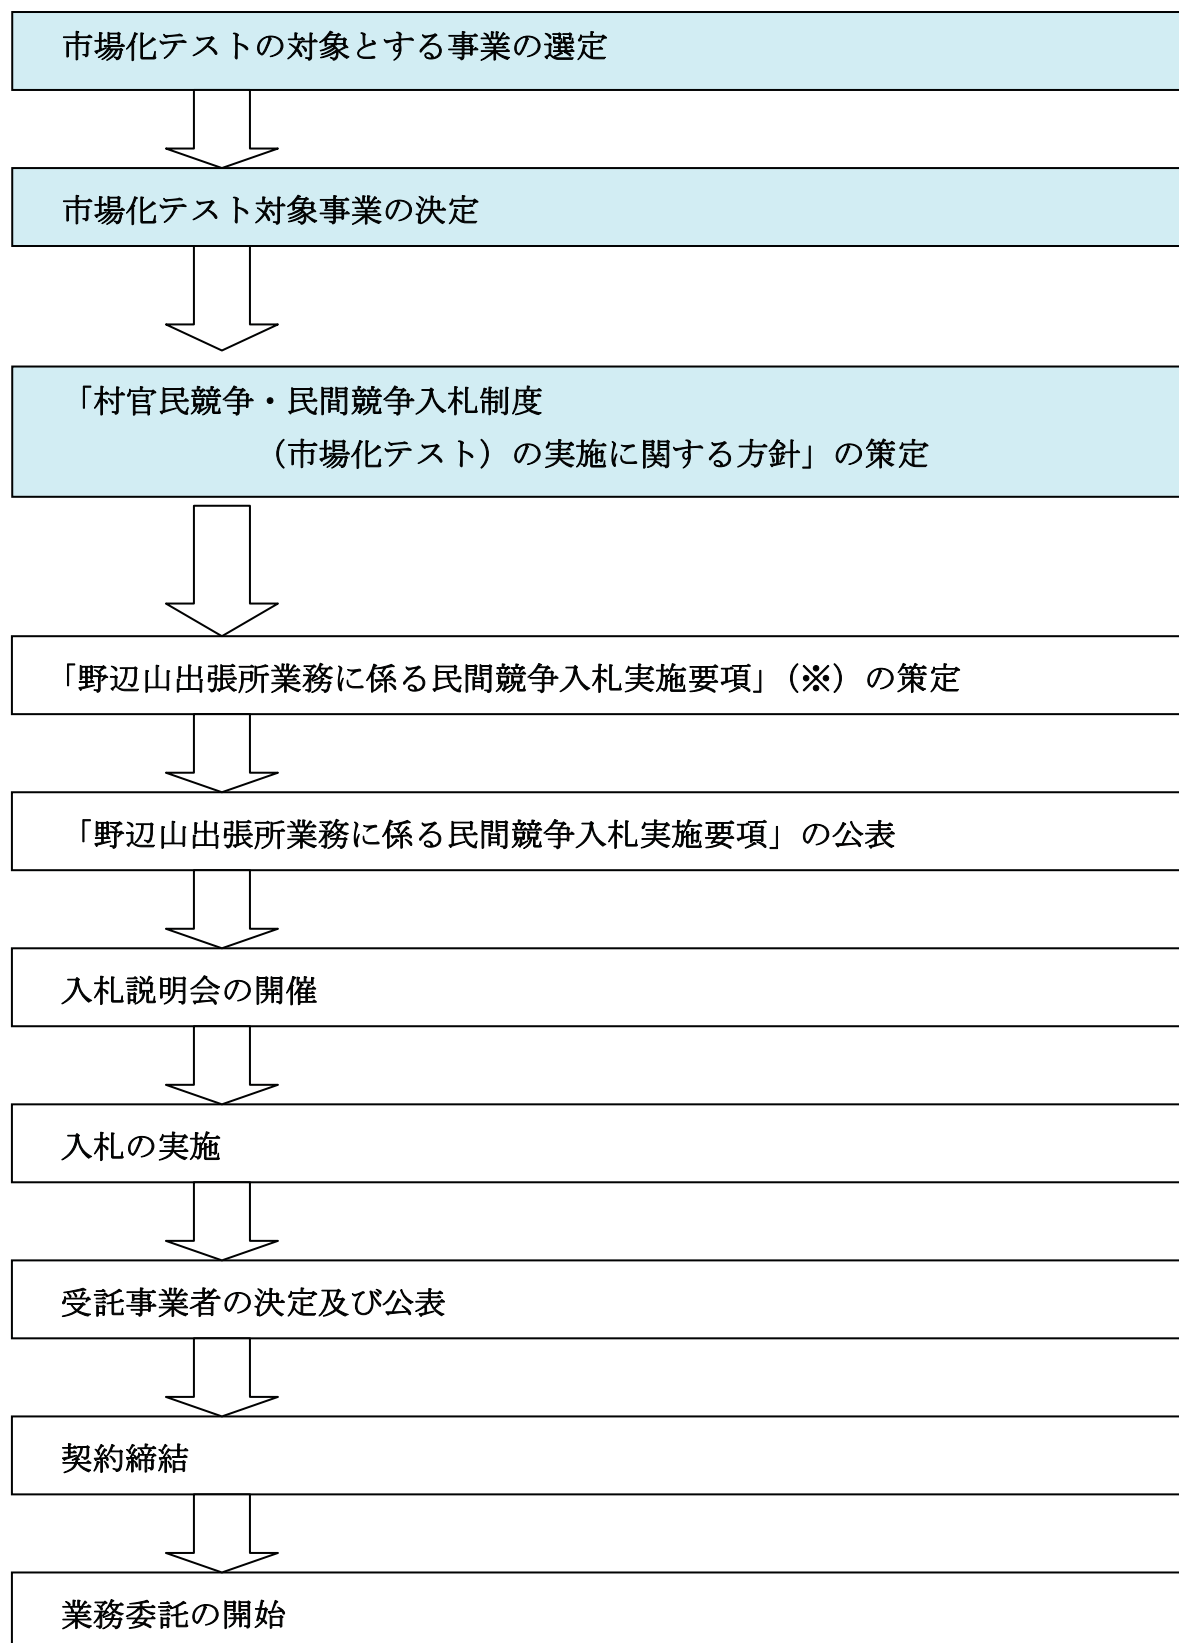 市場化テストの対象とする事業の選定
市場化テスト対象事業の決定
「村官民競争・民間競争入札制度
（市場化テスト）の実施に関する方針」の策定
「野辺山出張所業務に係る民間競争入札実施要項」（※）の策定
「野辺山出張所業務に係る民間競争入札実施要項」の公表
入札説明会の開催
入札の実施
受託事業者の決定及び公表
契約締結
業務委託の開始